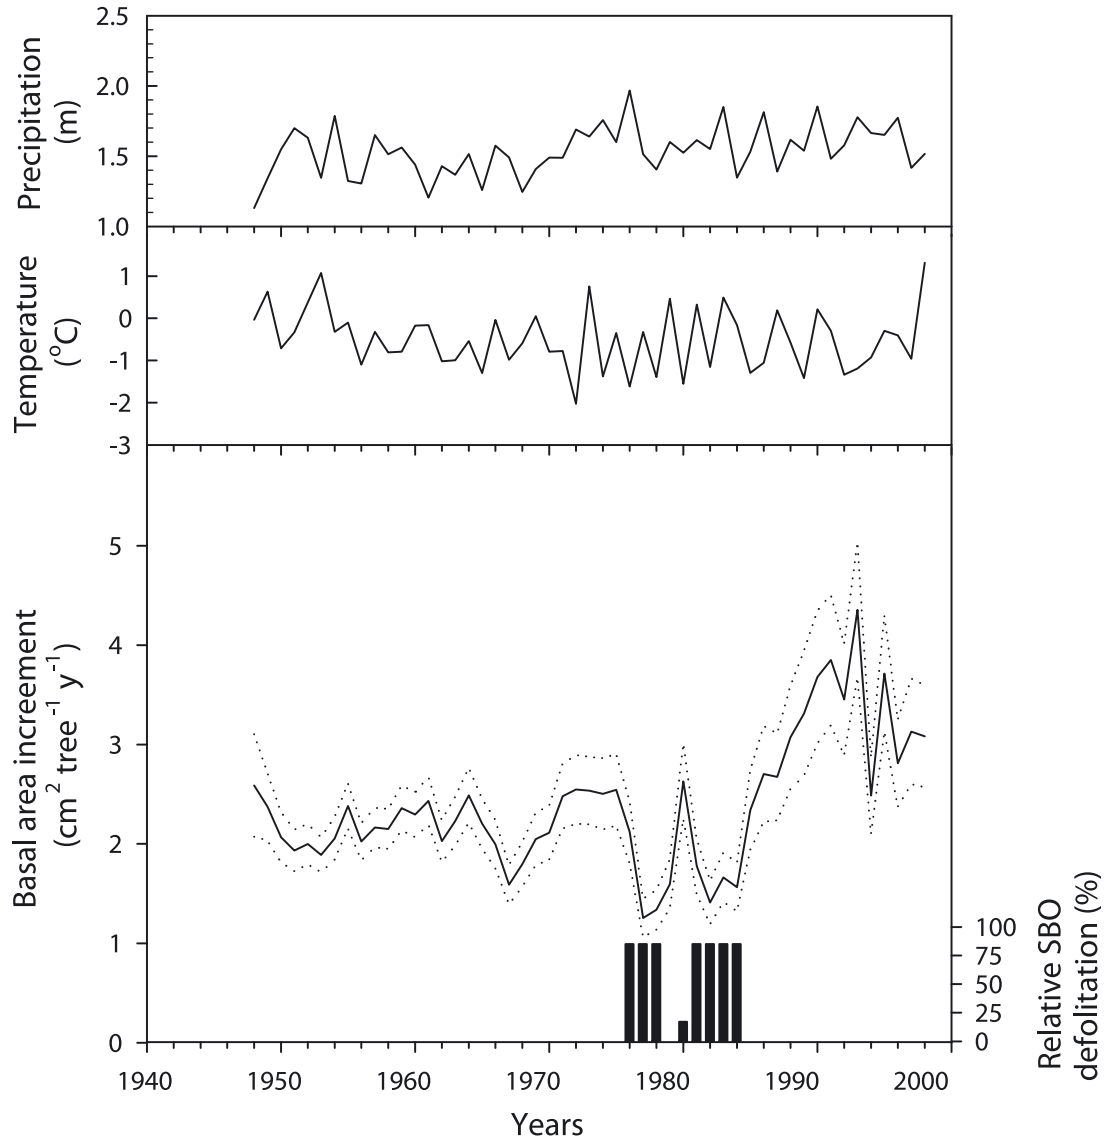 Precipitation
(m)
2.5
2.0
1.5
1.0
Temperature
(°C)
1
0
-1
-2
-3
Basal area increement
(cm² tree⁻¹ y⁻¹)
5
4
3
2
1
0
Relative SBO
defolitation (%)
100
75
50
25
0
1940 1950 1960 1970 1980 1990 2000
Years